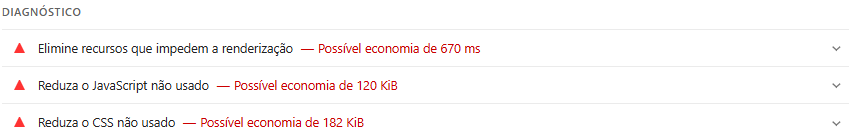 DIAGNÓSTICO
Elimine recursos que impedem a renderização — Possível economia de 670 ms
Reduza o JavaScript não usado — Possível economia de 120 KiB
Reduza o CSS não usado — Possível economia de 182 KiB